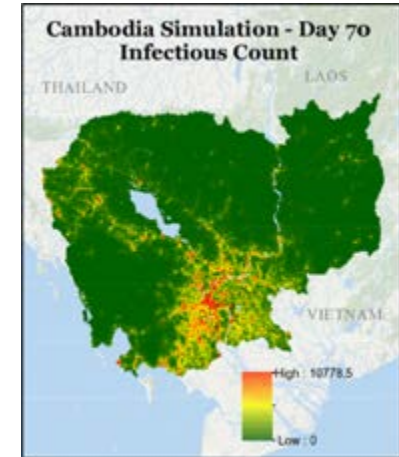 Cambodia Simulation - Day 70
Infectious Count
LAOS
THAILAND
VIETNAM
High : 10778.5
Low : 0